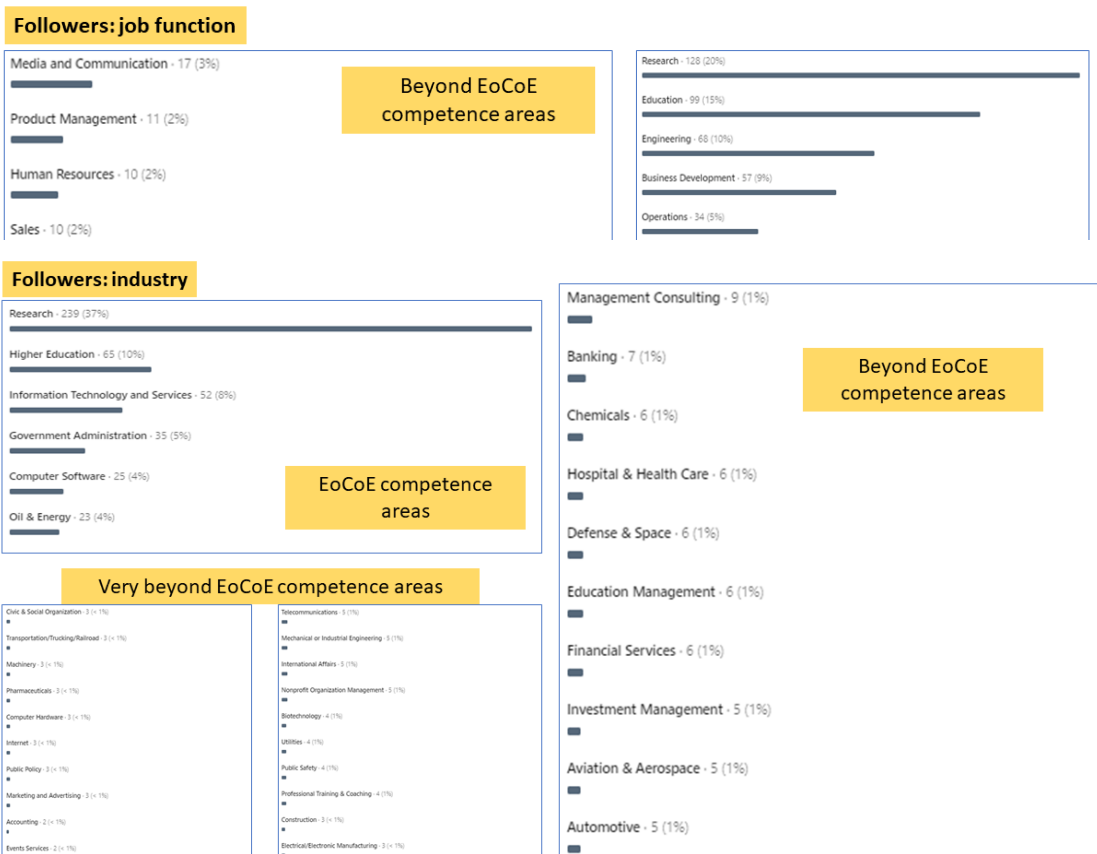 Followers: job function
Media and Communication · 17 (3%)
Product Management · 11 (2%)
Human Resources · 10 (2%)
Sales · 10 (2%)
Beyond EoCoE
competence areas
Research · 128 (20%)
Education · 99 (15%)
Engineering · 68 (10%)
Business Development · 57 (9%)
Operations · 34 (5%)
Followers: industry
Research · 239 (37%)
Higher Education · 65 (10%)
Information Technology and Services · 52 (8%)
Government Administration · 35 (5%)
Computer Software · 25 (4%)
Oil & Energy · 23 (4%)
EoCoE competence
areas
Management Consulting · 9 (1%)
Banking · 7 (1%)
Chemicals · 6 (1%)
Hospital & Health Care · 6 (1%)
Defense & Space · 6 (1%)
Education Management · 6 (1%)
Financial Services · 6 (1%)
Investment Management · 5 (1%)
Aviation & Aerospace · 5 (1%)
Automotive · 5 (1%)
Beyond EoCoE
competence areas
Very beyond EoCoE competence areas
Civic & Social Organization · 3 (< 1%)
Transportation/Trucking/Railroad · 3 (< 1%)
Machinery · 3 (< 1%)
Pharmaceuticals · 3 (< 1%)
Computer Hardware · 3 (< 1%)
Internet · 3 (< 1%)
Public Policy · 3 (< 1%)
Marketing and Advertising · 3 (< 1%)
Accounting · 2 (< 1%)
Events Services · 2 (< 1%)
Telecommunications · 5 (1%)
Mechanical or Industrial Engineering · 5 (1%)
International Affairs · 5 (1%)
Nonprofit Organization Management · 5 (1%)
Biotechnology · 4 (1%)
Utilities · 4 (1%)
Public Safety · 4 (1%)
Professional Training & Coaching · 4 (1%)
Construction · 3 (< 1%)
Electrical/Electronic Manufacturing · 3 (< 1%)